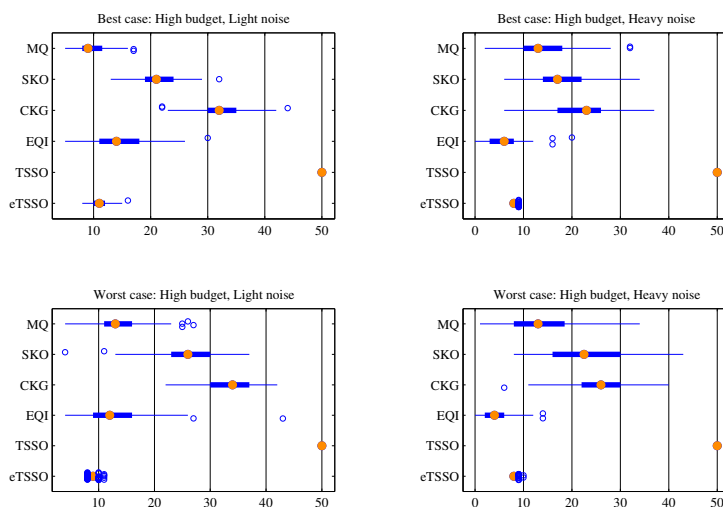 Best case: High budget, Light noise
MQ
SKO
CKG
EQI
TSSO
eTSSO
10 20 30 40 50
Best case: High budget, Heavy noise
MQ
SKO
CKG
EQI
TSSO
eTSSO
0 10 20 30 40 50
Worst case: High budget, Light noise
MQ
SKO
CKG
EQI
TSSO
eTSSO
10 20 30 40 50
Worst case: High budget, Heavy noise
MQ
SKO
CKG
EQI
TSSO
eTSSO
0 10 20 30 40 50